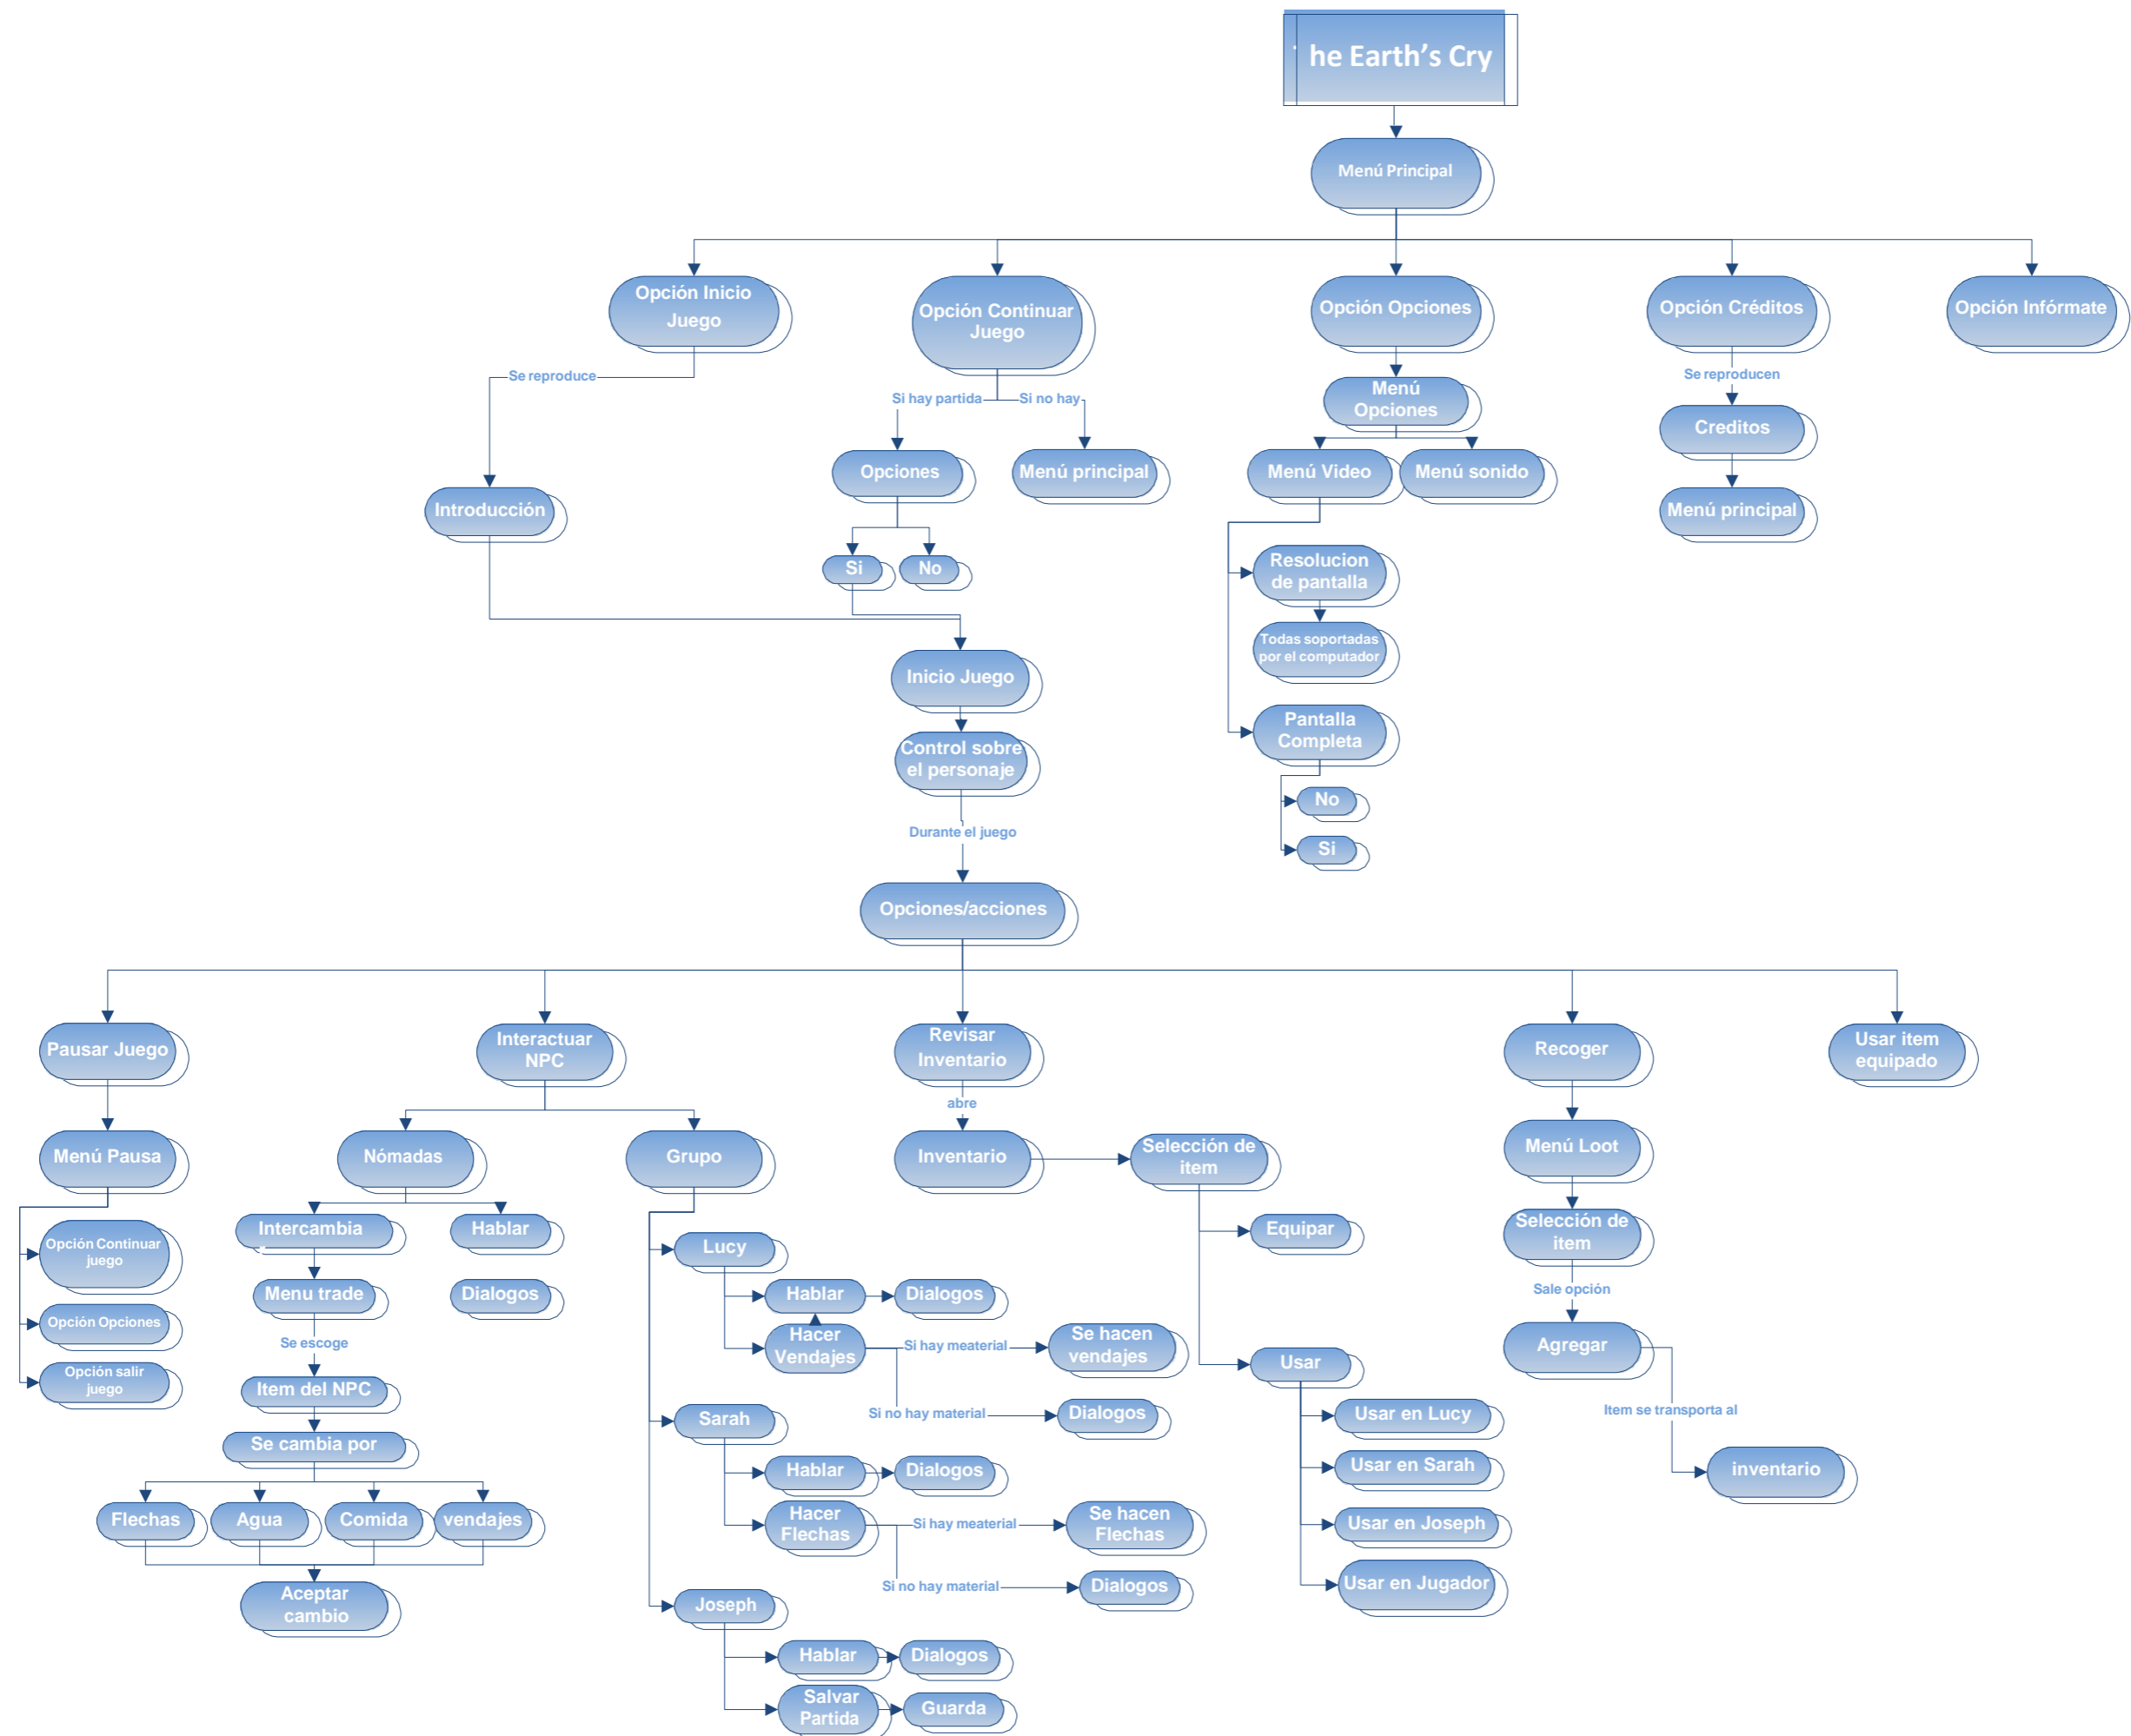 he Earth's Cry
Menú Principal
Opción Inicio
Juego
Opción Continuar
Juego
Opción Opciones
Opción Créditos
Opción Infórmate
Se reproduce
Si hay partida
Si no hay
Menú
Opciones
Se reproducen
Creditos
Opciones
Menú principal
Menú Video
Menú sonido
Introducción
Menú principal
Si
No
Resolucion
de pantalla
Todas soportadas
por el computador
Inicio Juego
Pantalla
Completa
Control sobre
el personaje
No
Si
Durante el juego
Opciones/acciones
Pausar Juego
Interactuar
NPC
Revisar
Inventario
Recoger
Usar item
equipado
abre
Menú Pausa
Nómadas
Grupo
Inventario
Selección de
item
Menú Loot
Opción Continuar
juego
Intercambia
Hablar
Lucy
Equipar
Selección de
item
Menu trade
Dialogos
Hablar
Dialogos
Sale opción
Opción Opciones
Se escoge
Hacer
Vendajes
Si hay meaterial
Se hacen
vendajes
Usar
Agregar
Opción salir
juego
Item del NPC
Si no hay material
Dialogos
Usar en Lucy
Item se transporta al
Sarah
Se cambia por
Hablar
Dialogos
Usar en Sarah
inventario
Flechas
Agua
Comida
vendajes
Hacer
Flechas
Si hay meaterial
Se hacen
Flechas
Usar en Joseph
Si no hay material
Dialogos
Usar en Jugador
Aceptar
cambio
Joseph
Hablar
Dialogos
Salvar
Partida
Guarda